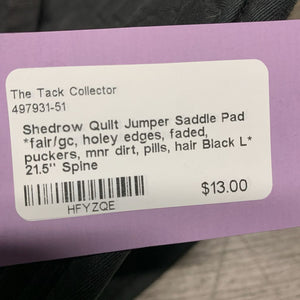 The Tack Collector
497931-51
Shedrow Quilt Jumper Saddle Pad
*fair/gc, holey edges, faded,
puckers, mnr dirt, pills, hair Black L*
21.5" Spine
$13.00
HFYZQE